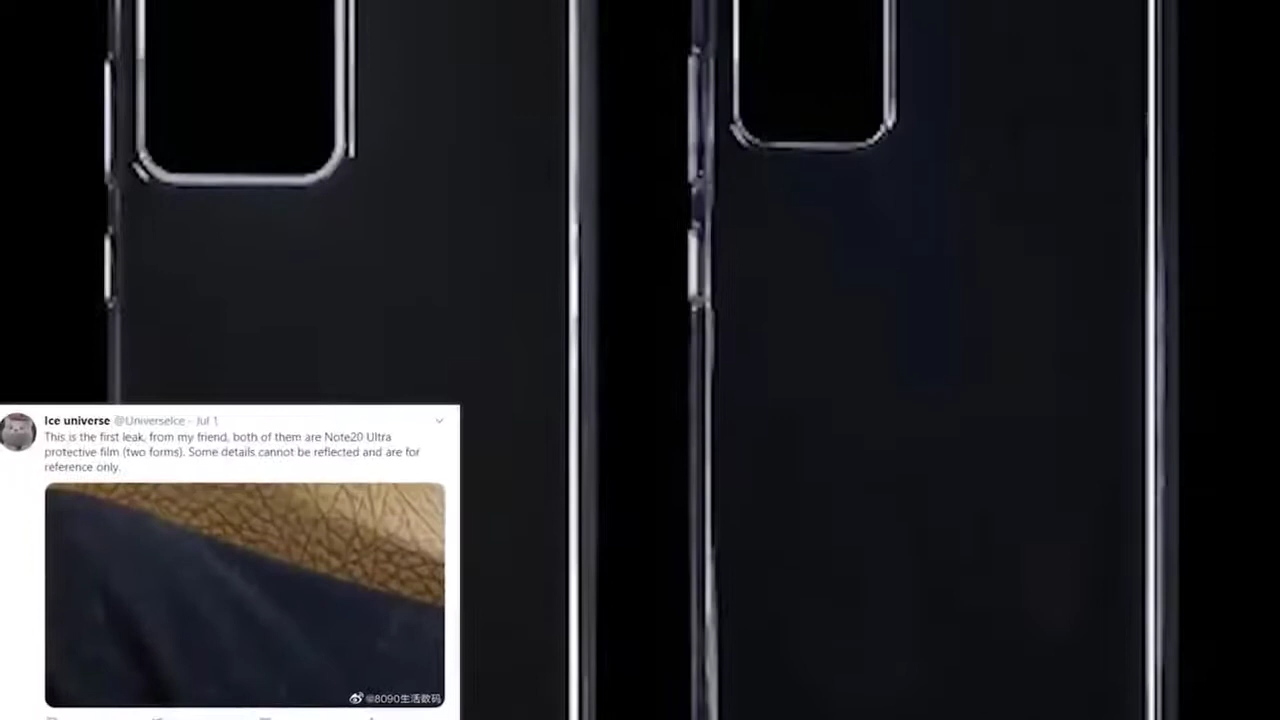 Ice universe @UniverseIce - Jul 1
This is the first leak, from my friend, both of them are Note20 Ultra
protective film (two forms). Some details cannot be reflected and are for
reference only.
@8090生活数码